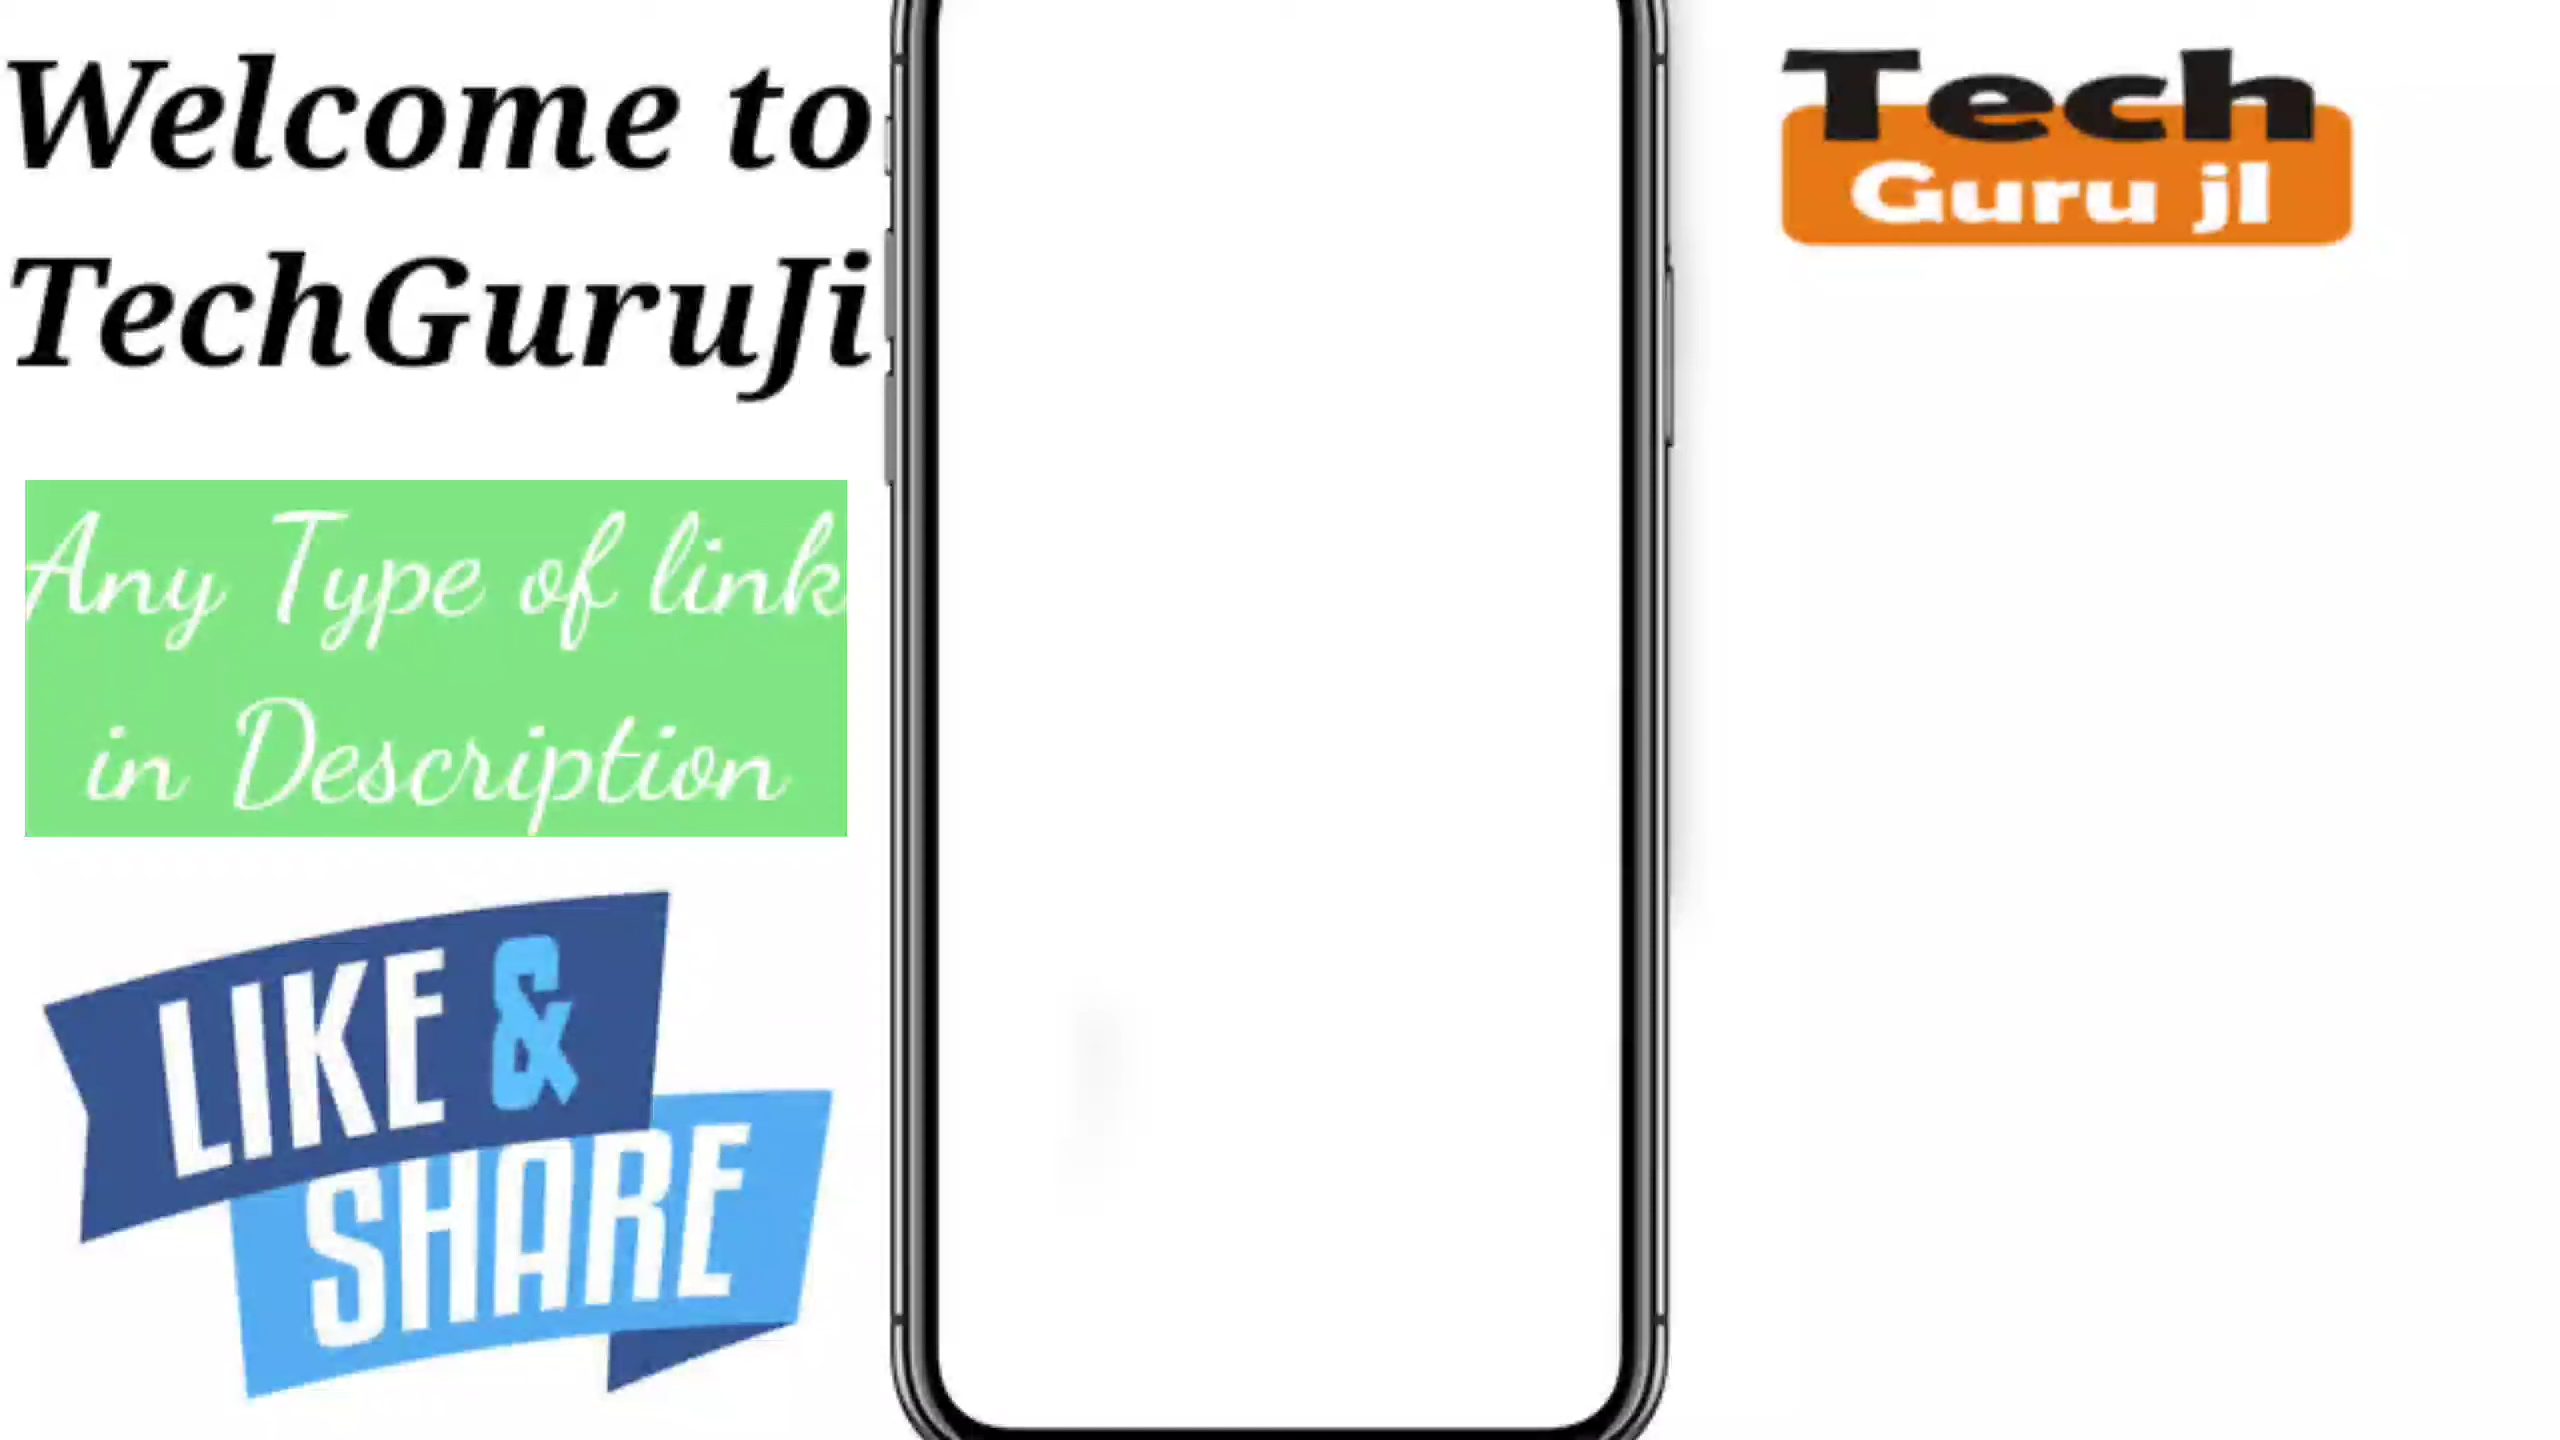 Welcome to
TechGuruJi
Any Type of link
in Description
LIKE &
SHARE
Tech
Guru jI